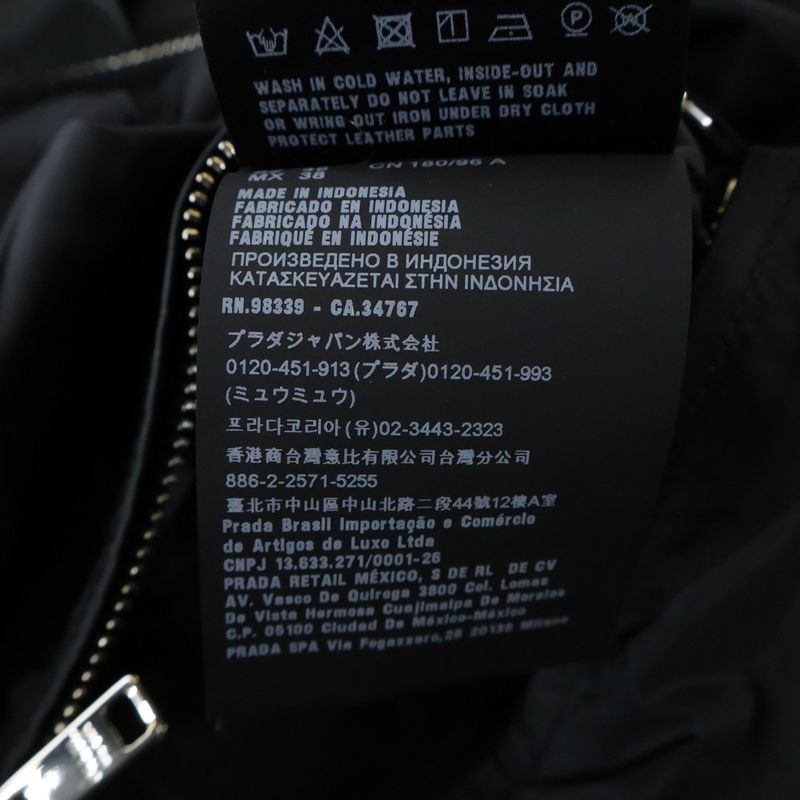 WASH IN COLD WATER, INSIDE-OUT AND
SEPARATELY DO NOT LEAVE IN SOAK
OR WRING OUT IRON UNDER DRY CLOTH
PROTECT LEATHER PARTS
MX 38 CN 180/96 A
MADE IN INDONESIA
FABRICADO EN INDONESIA
FABRICADO NA INDONÉSIA
FABRIQUÉ EN INDONÉSIE
ПРОИЗВЕДЕНО В ИНДОНЕЗИЯ
ΚΑΤΑΣΚΕΥΑΖΕΤΑΙ ΣΤΗΝ ΙΝΔΟΝΗΣΙΑ
RN.98339 - CA.34767
プラダジャパン株式会社
0120-451-913(プラダ)0120-451-993
(ミュウミュウ)
프라다코리아(유)02-3443-2323
香港商台灣意比有限公司台灣分公司
886-2-2571-5255
臺北市中山區中山北路二段44號12樓A室
Prada Brasil Importação e Comércio
de Artigos de Luxo Ltda
CNPJ 13.633.271/0001-26
PRADA RETAIL MÉXICO, S DE RL DE CV
AV. Vasco De Quiroga 3800 Col. Lomas
De Vista Hermosa Cuajimalpa De Morelos
C.P. 05100 Ciudad De México-México
PRADA SPA Via Fogazzaro,28 20135 Milano